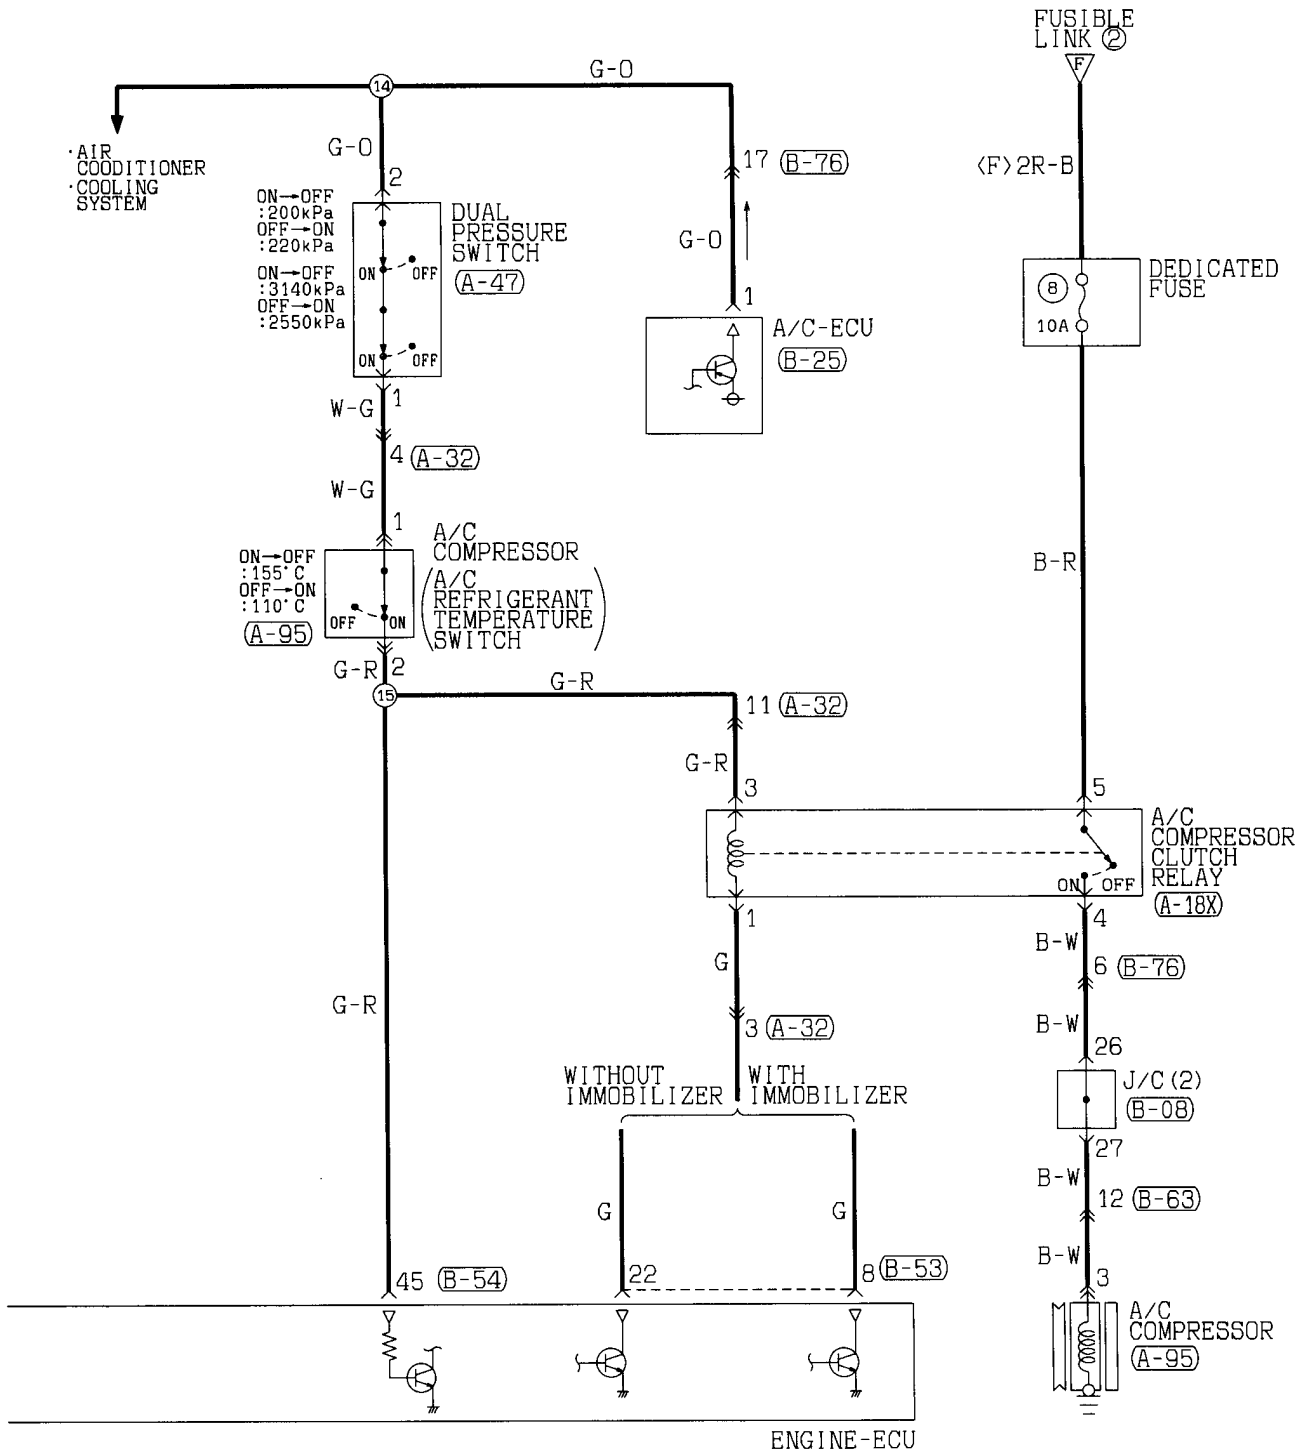 FUSIBLE
LINK ②
F
G-O
14
G-O
·AIR
COODITIONER
·COOLING
SYSTEM
2
17 (B-76)
<F>2R-B
ON→OFF
:200kPa
OFF→ON
:220kPa
ON→OFF
:3140kPa
OFF→ON
:2550kPa
DUAL
PRESSURE
SWITCH
(A-47)
ON OFF
ON OFF
G-O
1
A/C-ECU
(B-25)
8
10A
DEDICATED
FUSE
1
W-G
4 (A-32)
W-G
1
B-R
ON→OFF
:155°C
OFF→ON
:110°C
(A-95)
OFF ON
A/C
COMPRESSOR
(A/C
REFRIGERANT
TEMPERATURE
SWITCH)
G-R 2
15
G-R
11 (A-32)
G-R
3
5
A/C
COMPRESSOR
CLUTCH
RELAY
(A-18X)
ON OFF
1
4
G
B-W
6 (B-76)
G-R
3 (A-32)
B-W
26
WITHOUT
IMMOBILIZER
WITH
IMMOBILIZER
J/C(2)
(B-08)
27
B-W
12 (B-63)
G
G
B-W
45 (B-54)
22
8 (B-53)
3
A/C
COMPRESSOR
(A-95)
ENGINE-ECU